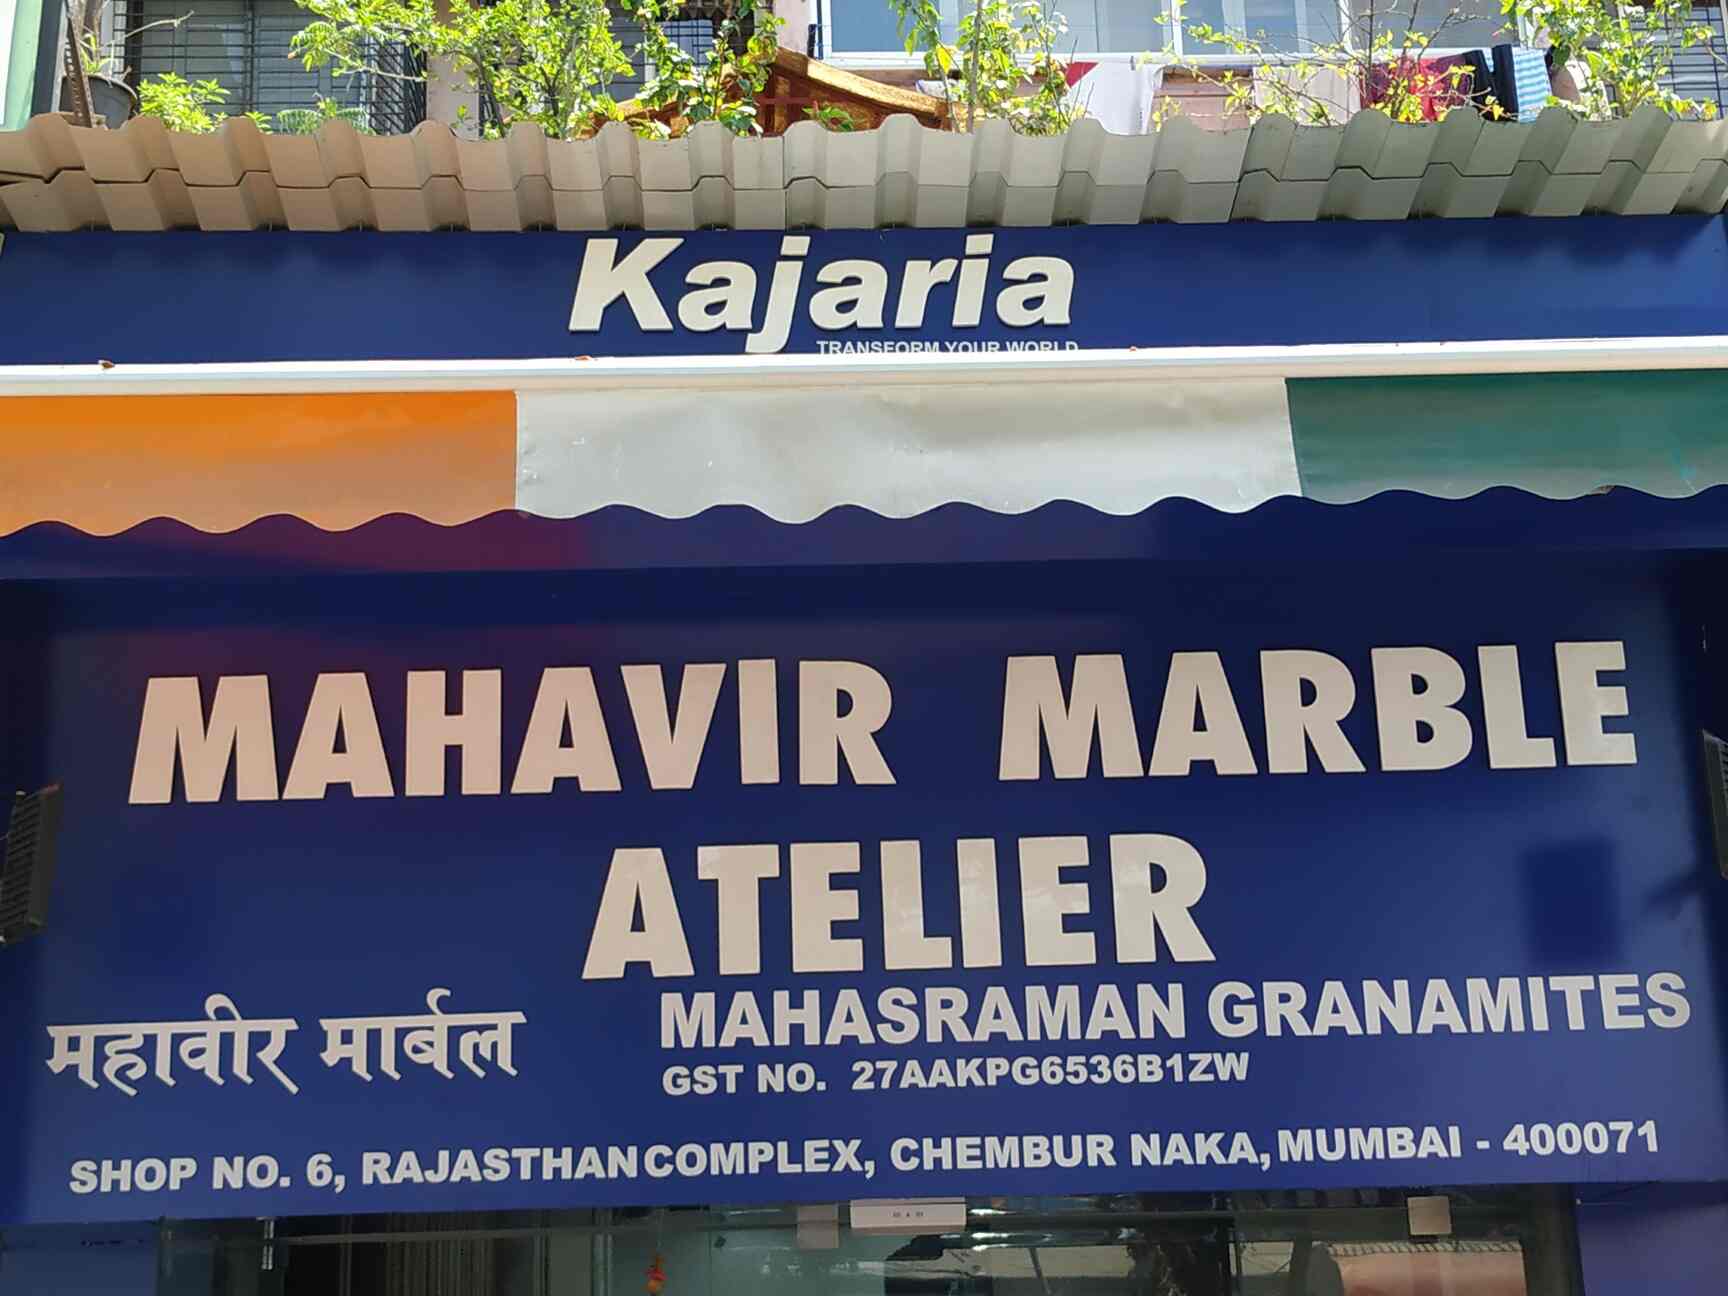 Kajaria
TRANSFORM YOUR WORLD
MAHAVIR MARBLE
ATELIER
महावीर मार्बल
MAHASRAMAN GRANAMITES
GST NO. 27AAKPG6536B1ZW
SHOP NO. 6, RAJASTHAN COMPLEX, CHEMBUR NAKA, MUMBAI - 400071